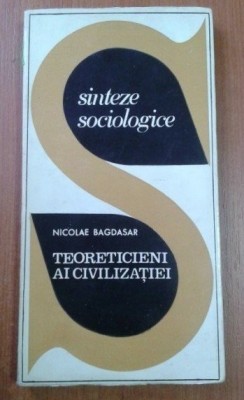 sinteze
sociologice
NICOLAE BAGDASAR
TEORETICIENI
AI CIVILIZAȚIEI